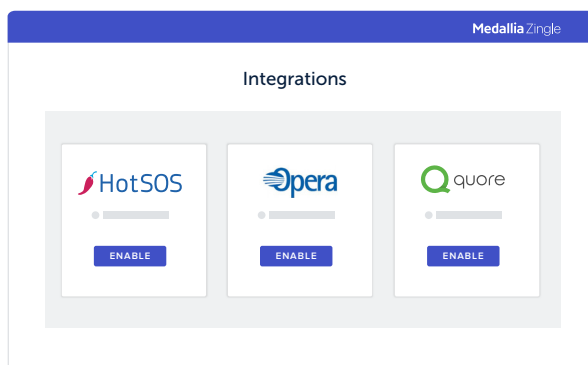 Medallia Zingle
Integrations
HotSOS
Opera
quore
ENABLE
ENABLE
ENABLE